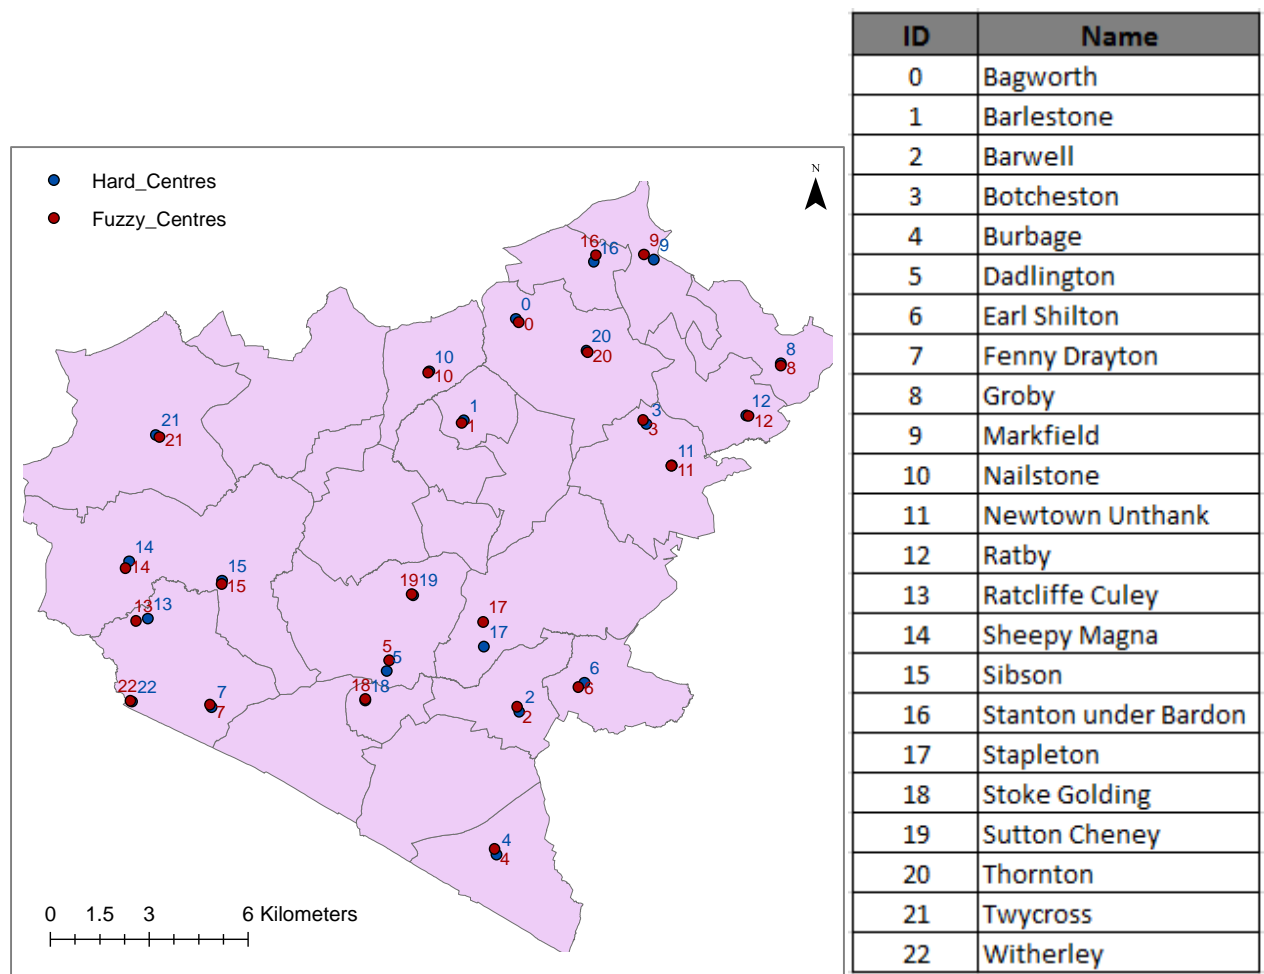 Hard_Centres
Fuzzy_Centres
N
16 16 9 9
0
0
20
20
8
8
10
10
1
1
3
3
12
12
21
21
11
11
14
14
15
15
13 13
19 19
17
17
5
5
6
6
18 18
22 22
7
7
2
2
4
4
0 1.5 3 6 Kilometers
ID Name
0 Bagworth
1 Barlestone
2 Barwell
3 Botcheston
4 Burbage
5 Dadlington
6 Earl Shilton
7 Fenny Drayton
8 Groby
9 Markfield
10 Nailstone
11 Newtown Unthank
12 Ratby
13 Ratcliffe Culey
14 Sheepy Magna
15 Sibson
16 Stanton under Bardon
17 Stapleton
18 Stoke Golding
19 Sutton Cheney
20 Thornton
21 Twycross
22 Witherley